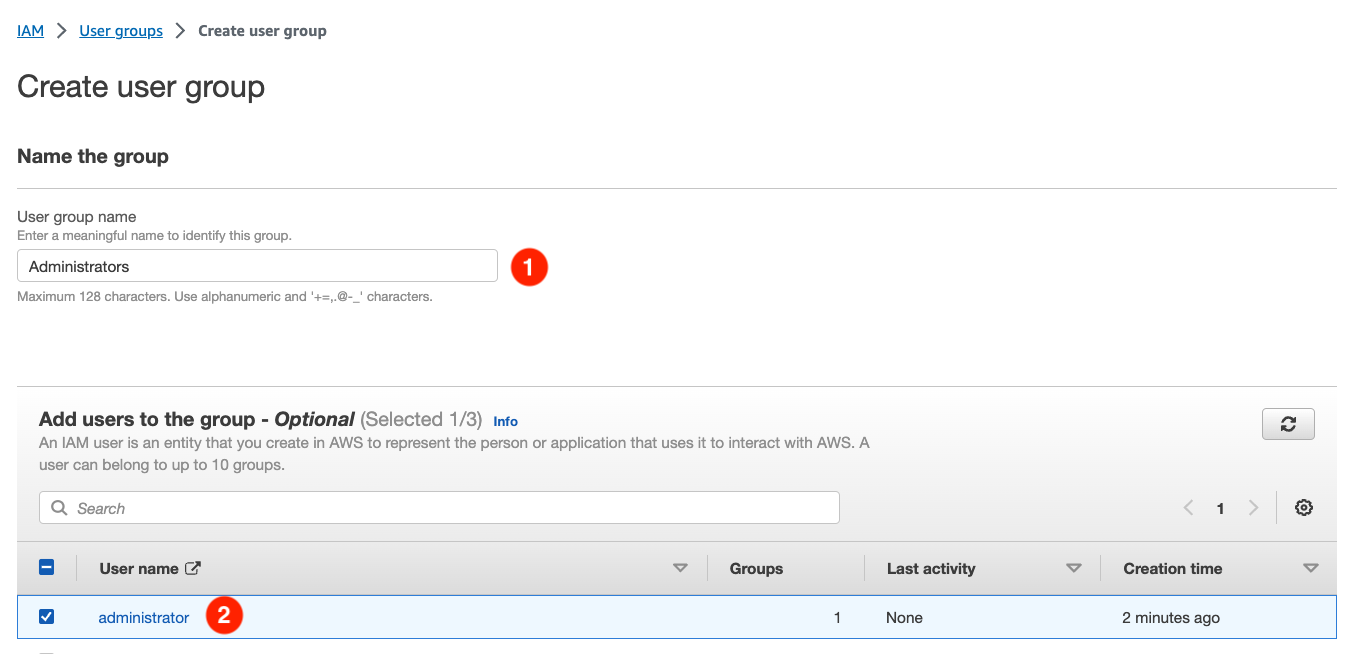 IAM > User groups > Create user group
Create user group
Name the group
User group name
Enter a meaningful name to identify this group.
Administrators 1
Maximum 128 characters. Use alphanumeric and '+=,.@-_' characters.
Add users to the group - Optional (Selected 1/3) Info
An IAM user is an entity that you create in AWS to represent the person or application that uses it to interact with AWS. A
user can belong to up to 10 groups.
Search 1
User name Groups Last activity Creation time
administrator 2 1 None 2 minutes ago